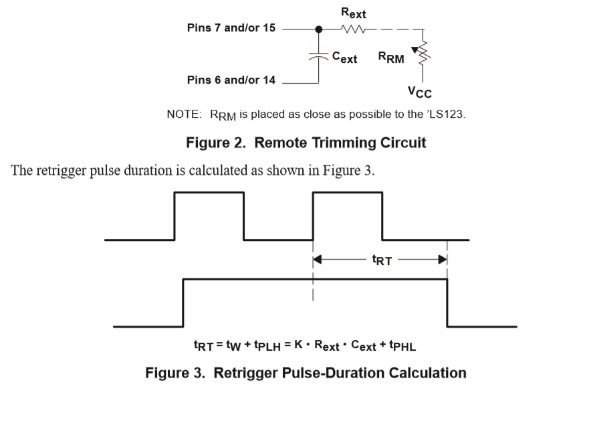 Rext
Pins 7 and/or 15
Cext RRM
Pins 6 and/or 14
VCC
NOTE: RRM is placed as close as possible to the 'LS123.
Figure 2. Remote Trimming Circuit
The retrigger pulse duration is calculated as shown in Figure 3.
tRT
tRT = tW + tPLH = K · Rext · Cext + tPHL
Figure 3. Retrigger Pulse-Duration Calculation